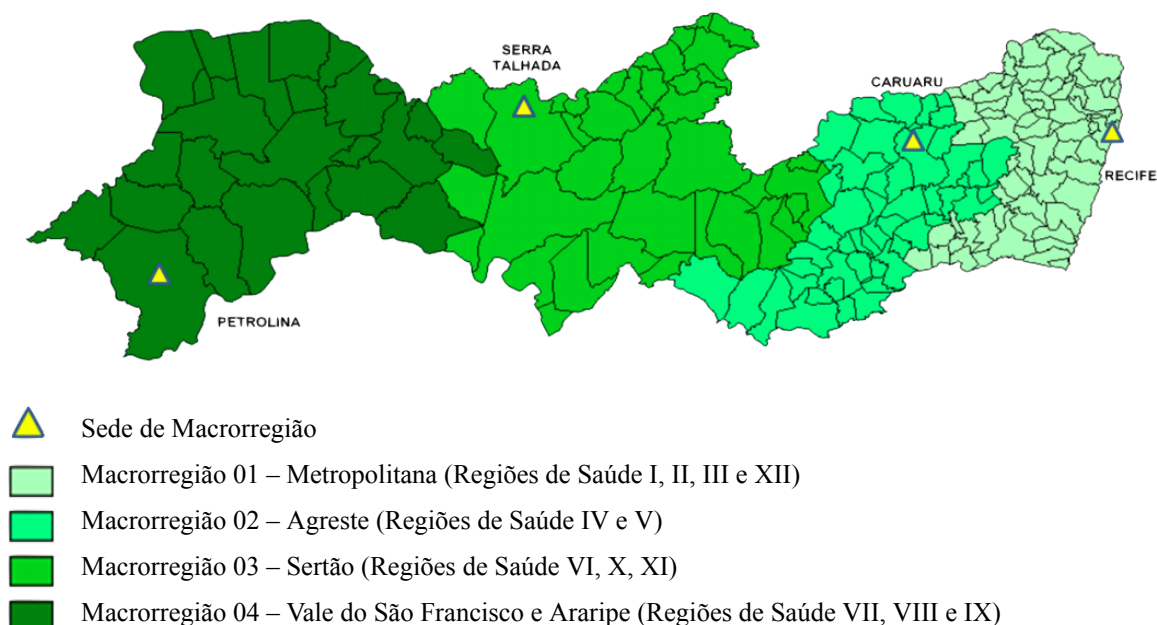 SERRA
TALHADA
CARUARU
RECIFE
PETROLINA
Sede de Macrorregião
Macrorregião 01 – Metropolitana (Regiões de Saúde I, II, III e XII)
Macrorregião 02 – Agreste (Regiões de Saúde IV e V)
Macrorregião 03 – Sertão (Regiões de Saúde VI, X, XI)
Macrorregião 04 – Vale do São Francisco e Araripe (Regiões de Saúde VII, VIII e IX)